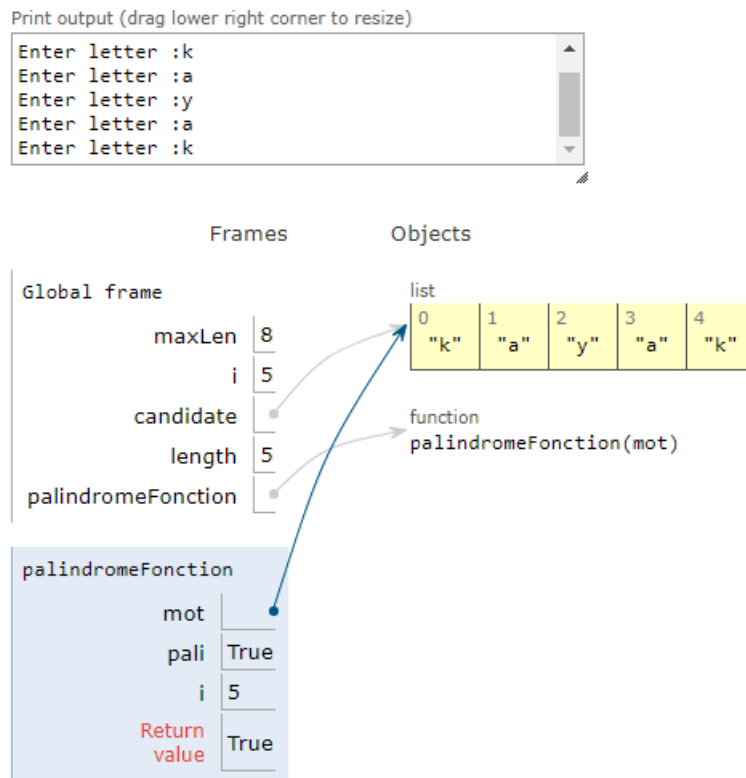 Print output (drag lower right corner to resize)
Enter letter :k
Enter letter :a
Enter letter :y
Enter letter :a
Enter letter :k
Frames Objects
Global frame
maxLen 8
i 5
candidate
length 5
palindromeFonction
list
0 1 2 3 4
"k" "a" "y" "a" "k"
function
palindromeFonction(mot)
palindromeFonction
mot
pali True
i 5
Return
value True